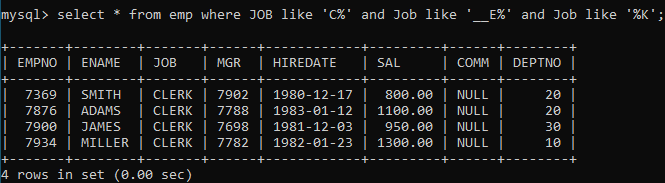 mysql> select * from emp where JOB like 'C%' and Job like '__E%' and Job like '%K';
+-------+--------+-------+------+------------+---------+------+--------+
| EMPNO | ENAME  | JOB   | MGR  | HIREDATE   | SAL     | COMM | DEPTNO |
+-------+--------+-------+------+------------+---------+------+--------+
|  7369 | SMITH  | CLERK | 7902 | 1980-12-17 |  800.00 | NULL |     20 |
|  7876 | ADAMS  | CLERK | 7788 | 1983-01-12 | 1100.00 | NULL |     20 |
|  7900 | JAMES  | CLERK | 7698 | 1981-12-03 |  950.00 | NULL |     30 |
|  7934 | MILLER | CLERK | 7782 | 1982-01-23 | 1300.00 | NULL |     10 |
+-------+--------+-------+------+------------+---------+------+--------+
4 rows in set (0.00 sec)